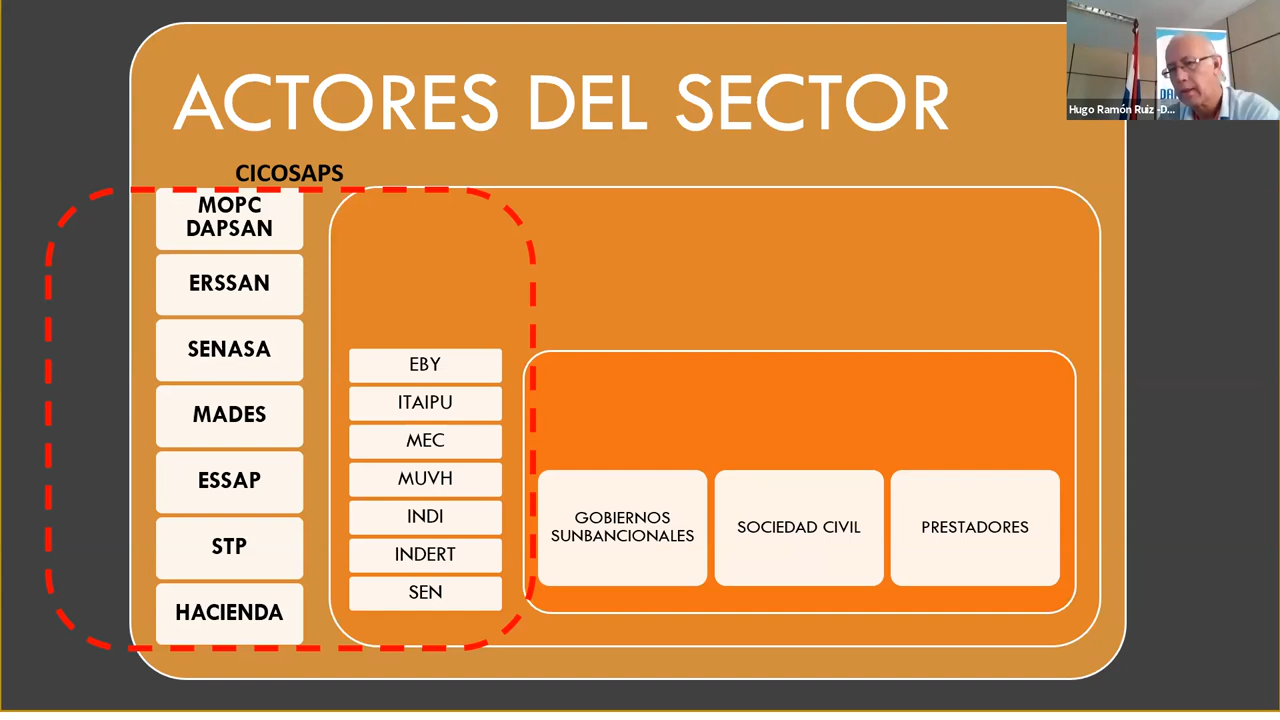 ACTORES DEL SECTOR
Hugo Ramón Ruiz -D...
CICOSAPS
MOPC
DAPSAN
ERSSAN
SENASA
MADES
ESSAP
STP
HACIENDA
EBY
ITAIPU
MEC
MUVH
INDI
INDERT
SEN
GOBIERNOS
SUNBANCIONALES
SOCIEDAD CIVIL
PRESTADORES